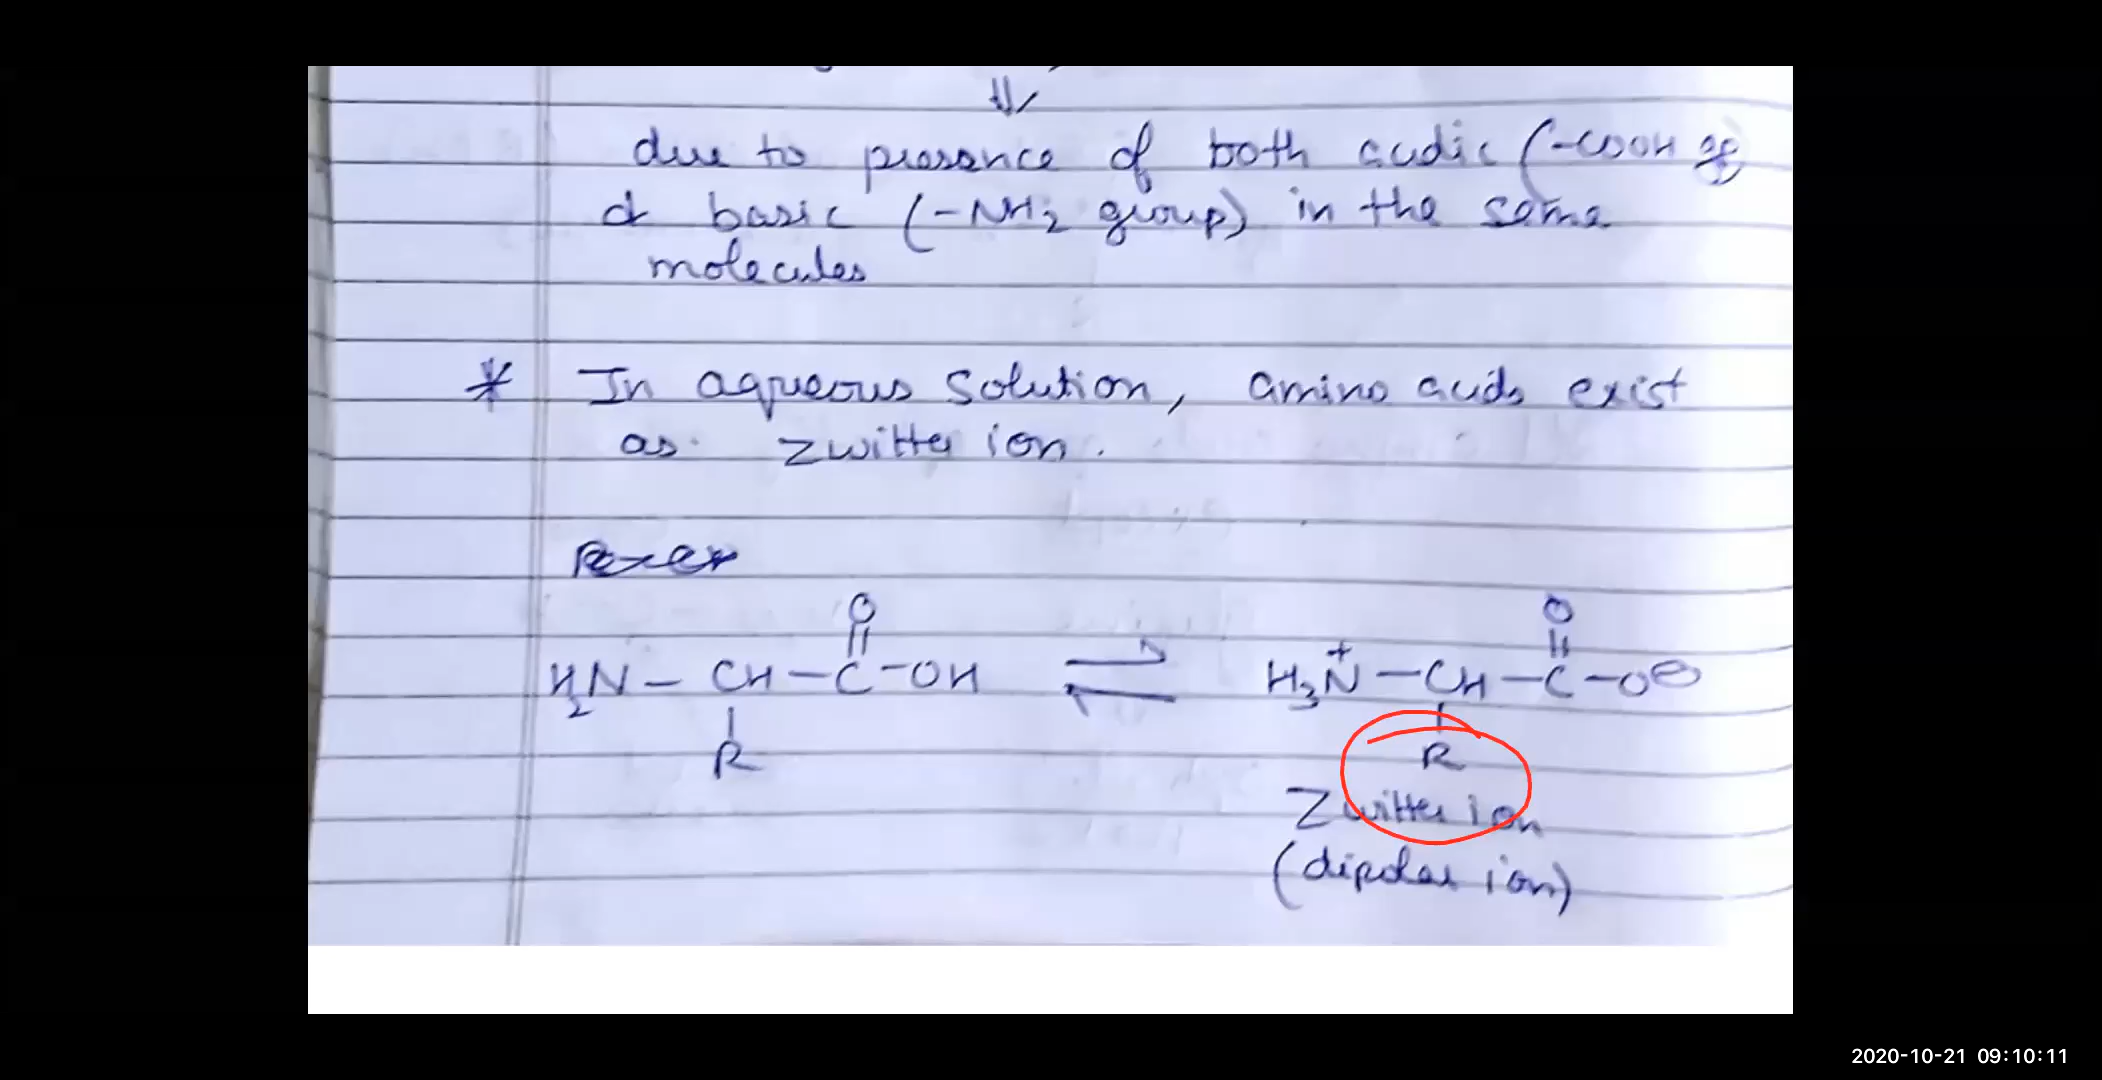 due to presence of both acidic (-COOH gp)
& basic (-NH2 group) in the same
molecules
* In aqueous solution, amino acids exist
as zwitter ion.
O
||
H2N – CH – C – OH ⇌ H3N+ – CH – C – O⊖
|
R
O
||
|
R
Zwitter ion
(dipolar ion)
2020-10-21 09:10:11